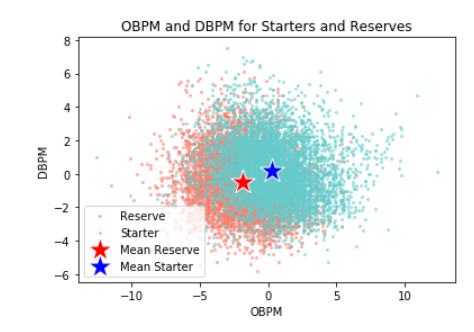 OBPM and DBPM for Starters and Reserves
8
6
4
2
0
−2
−4
−6
DBPM
Reserve
Starter
Mean Reserve
Mean Starter
−10
−5
0
5
10
OBPM